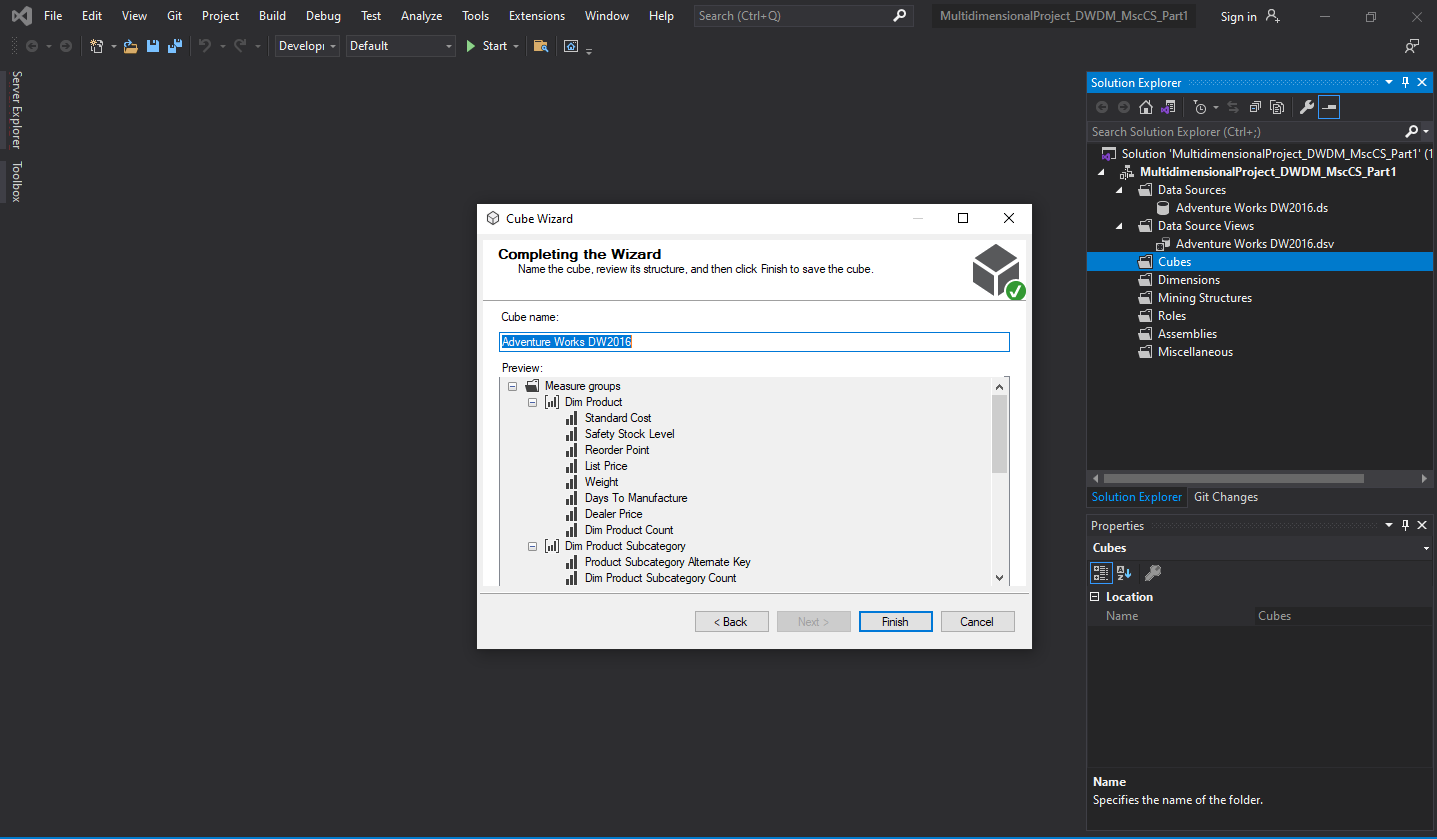 File Edit View Git Project Build Debug Test Analyze Tools Extensions Window Help Search (Ctrl+Q) MultidimensionalProject_DWDM_MscCS_Part1 Sign in
Develop Default Start
Server Explorer
Toolbox
Cube Wizard
Completing the Wizard
Name the cube, review its structure, and then click Finish to save the cube.
Cube name:
Adventure Works DW2016
Preview:
Measure groups
Dim Product
Standard Cost
Safety Stock Level
Reorder Point
List Price
Weight
Days To Manufacture
Dealer Price
Dim Product Count
Dim Product Subcategory
Product Subcategory Alternate Key
Dim Product Subcategory Count
< Back Next > Finish Cancel
Solution Explorer
Search Solution Explorer (Ctrl+;)
Solution 'MultidimensionalProject_DWDM_MscCS_Part1' (1
MultidimensionalProject_DWDM_MscCS_Part1
Data Sources
Adventure Works DW2016.ds
Data Source Views
Adventure Works DW2016.dsv
Cubes
Dimensions
Mining Structures
Roles
Assemblies
Miscellaneous
Solution Explorer Git Changes
Properties
Cubes
Location
Name Cubes
Name
Specifies the name of the folder.